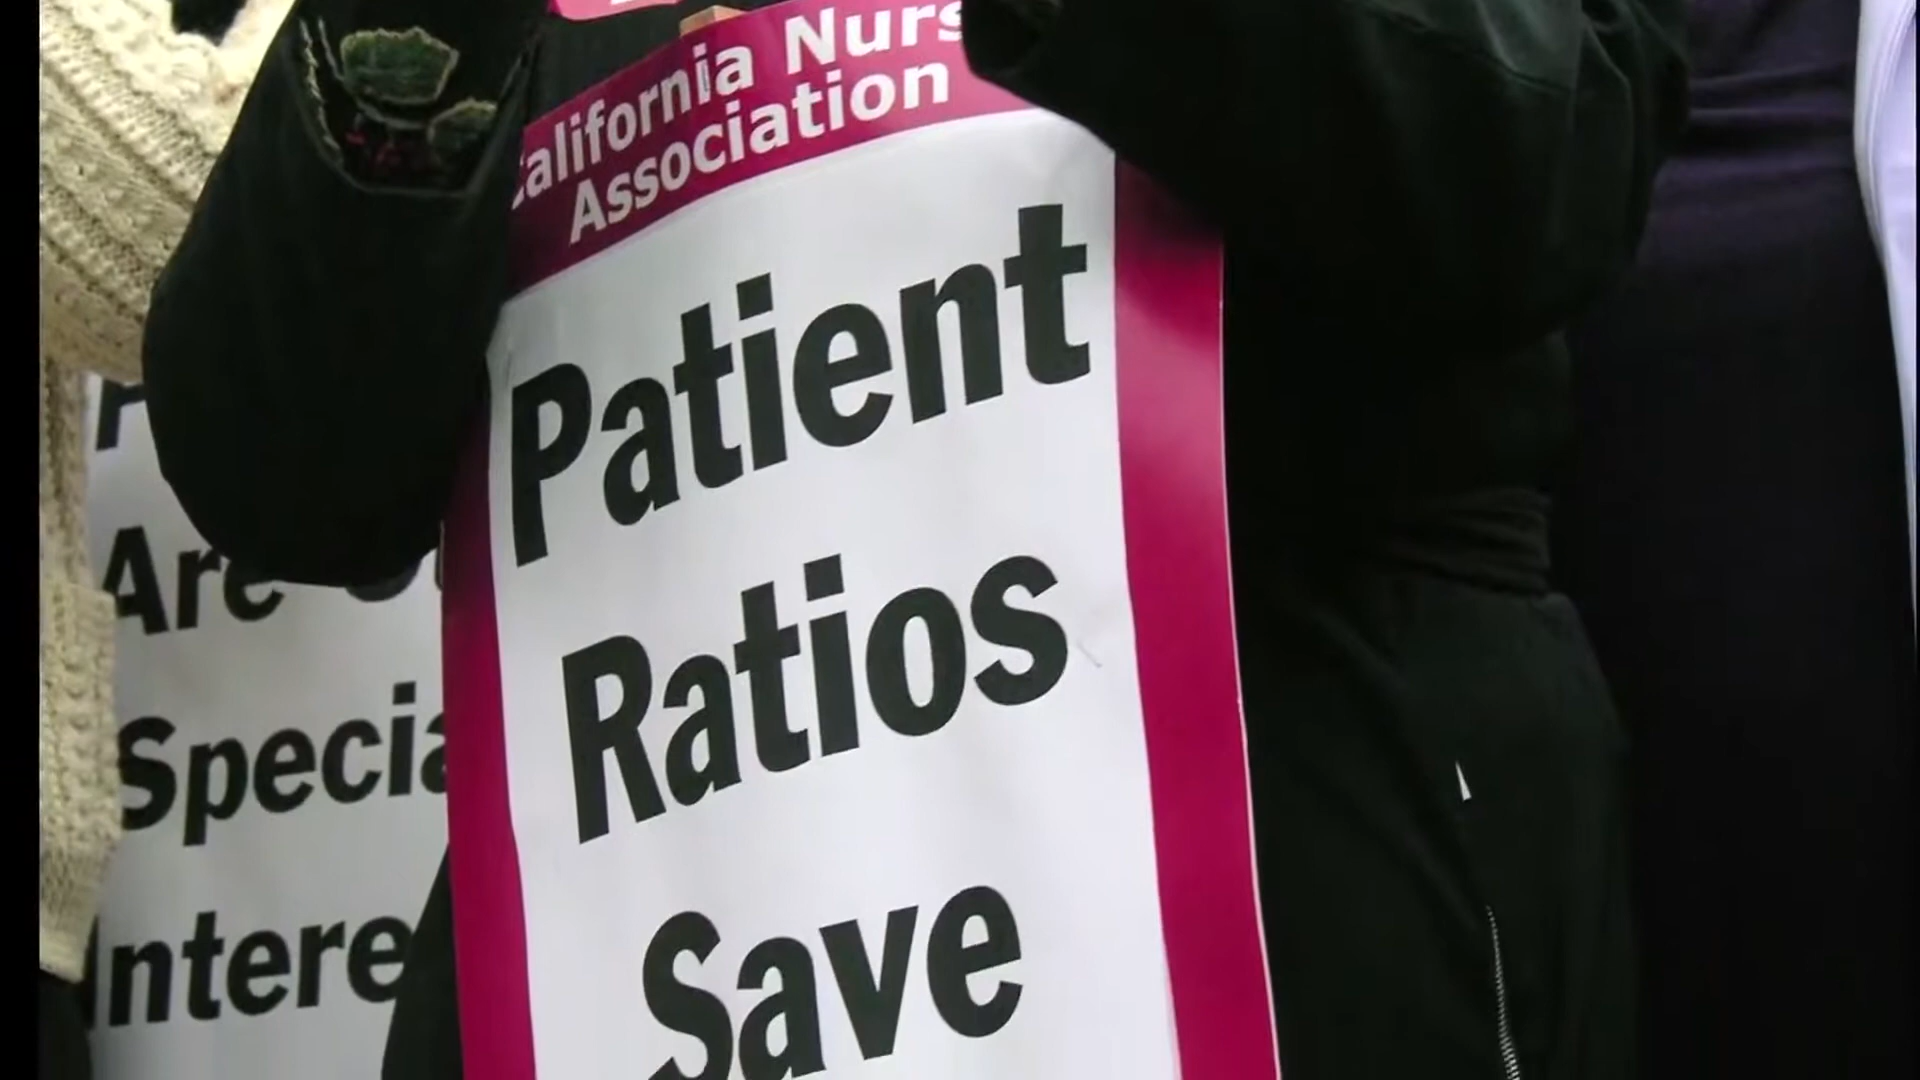 California Nurs
Association
Patient
Ratios
Save
Are
Specia
Intere